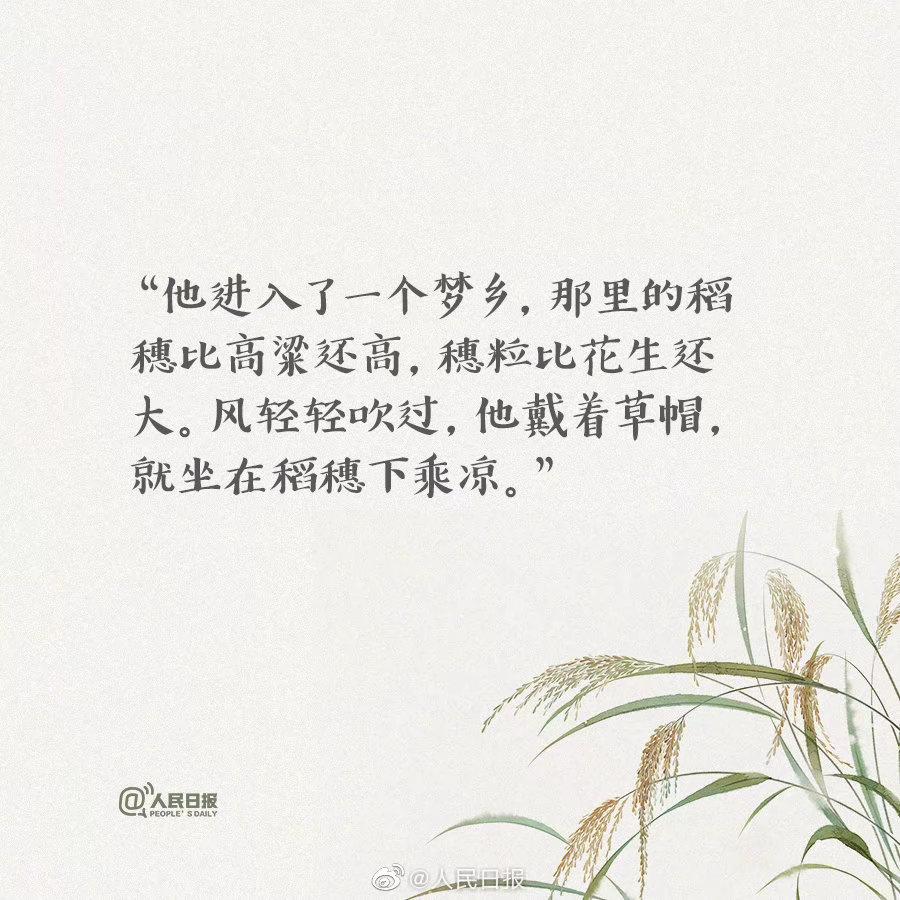 “他进入了一个梦乡，那里的稻
穗比高粱还高，穗粒比花生还
大。风轻轻吹过，他戴着草帽，
就坐在稻穗下乘凉。”
@人民日报
PEOPLE'S DAILY
@人民日报